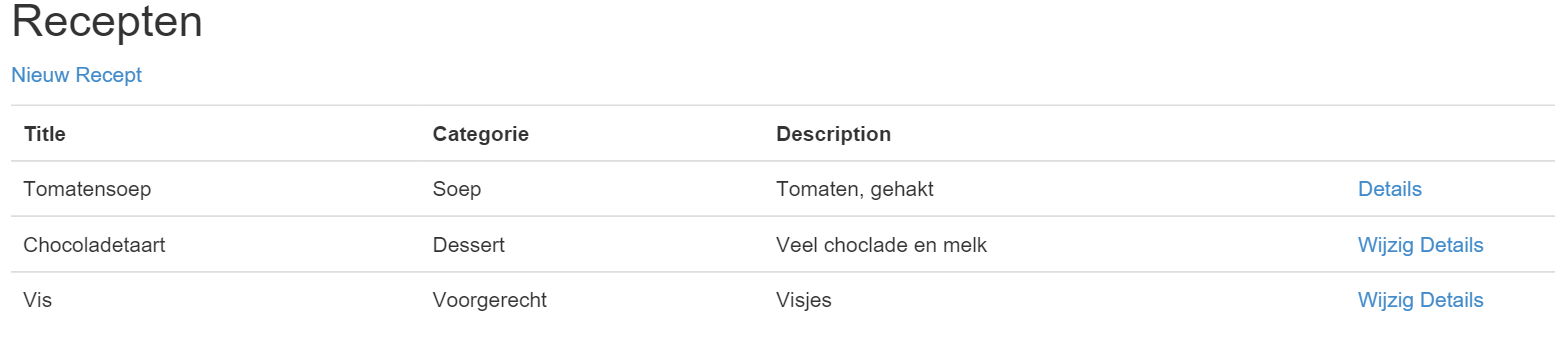 Recepten
Nieuw Recept
Title Categorie Description
Tomatensoep Soep Tomaten, gehakt Details
Chocoladetaart Dessert Veel choclade en melk Wijzig Details
Vis Voorgerecht Visjes Wijzig Details